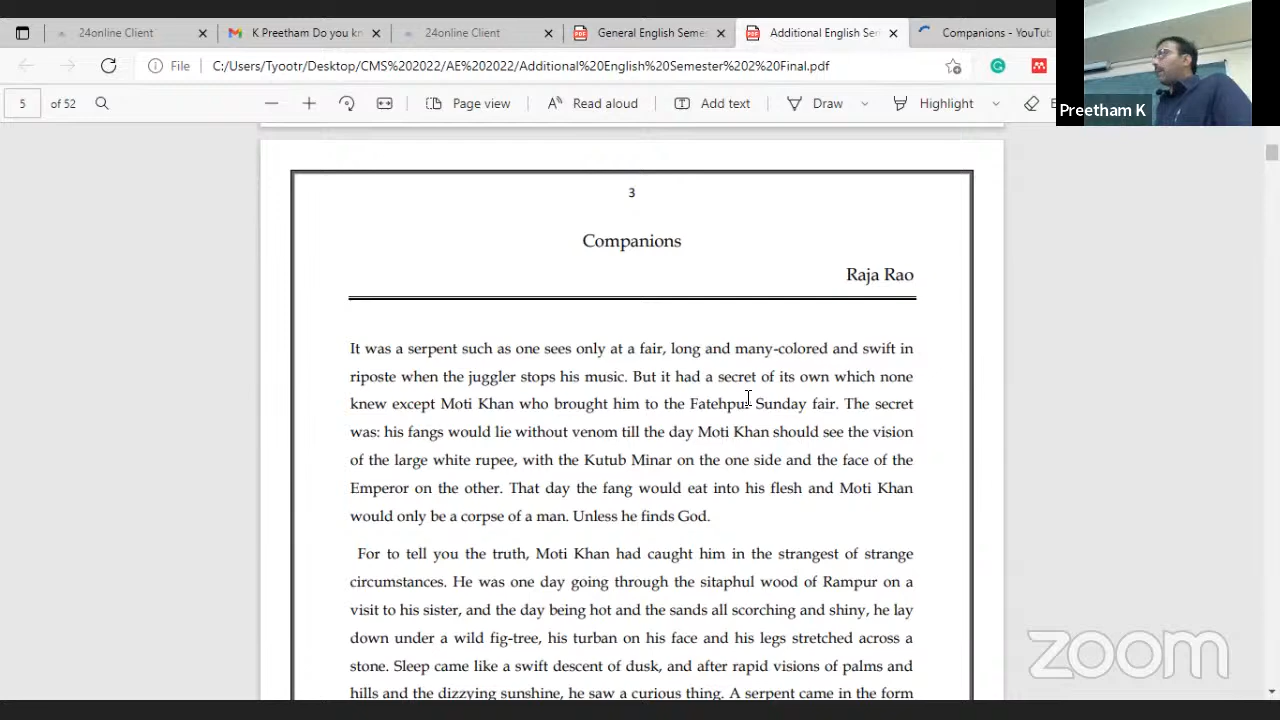 24online Client
K Preetham Do you kn
24online Client
General English Seme
Additional English Ser
Companions - YouTub
File
C:/Users/Tyootr/Desktop/CMS%202022/AE%202022/Additional%20English%20Semester%202%20Final.pdf
5 of 52
Page view
Read aloud
Add text
Draw
Highlight
Preetham K
3
Companions
Raja Rao
It was a serpent such as one sees only at a fair, long and many-colored and swift in
riposte when the juggler stops his music. But it had a secret of its own which none
knew except Moti Khan who brought him to the Fatehpur Sunday fair. The secret
was: his fangs would lie without venom till the day Moti Khan should see the vision
of the large white rupee, with the Kutub Minar on the one side and the face of the
Emperor on the other. That day the fang would eat into his flesh and Moti Khan
would only be a corpse of a man. Unless he finds God.
For to tell you the truth, Moti Khan had caught him in the strangest of strange
circumstances. He was one day going through the sitaphul wood of Rampur on a
visit to his sister, and the day being hot and the sands all scorching and shiny, he lay
down under a wild fig-tree, his turban on his face and his legs stretched across a
stone. Sleep came like a swift descent of dusk, and after rapid visions of palms and
hills and the dizzying sunshine, he saw a curious thing. A serpent came in the form
zoom